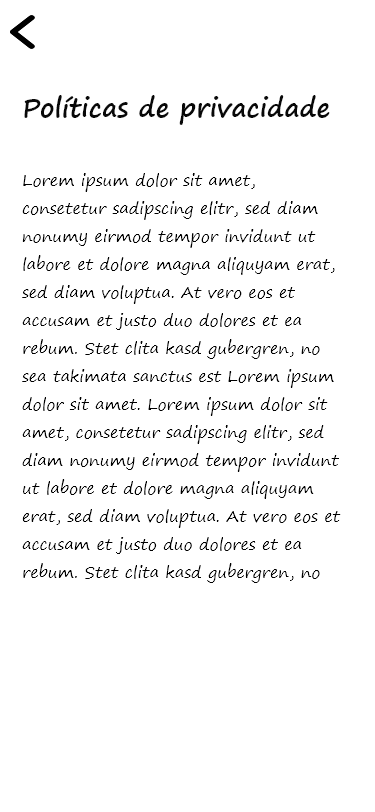 Políticas de privacidade
Lorem ipsum dolor sit amet,
consetetur sadipscing elitr, sed diam
nonumy eirmod tempor invidunt ut
labore et dolore magna aliquyam erat,
sed diam voluptua. At vero eos et
accusam et justo duo dolores et ea
rebum. Stet clita kasd gubergren, no
sea takimata sanctus est Lorem ipsum
dolor sit amet. Lorem ipsum dolor sit
amet, consetetur sadipscing elitr, sed
diam nonumy eirmod tempor invidunt
ut labore et dolore magna aliquyam
erat, sed diam voluptua. At vero eos et
accusam et justo duo dolores et ea
rebum. Stet clita kasd gubergren, no